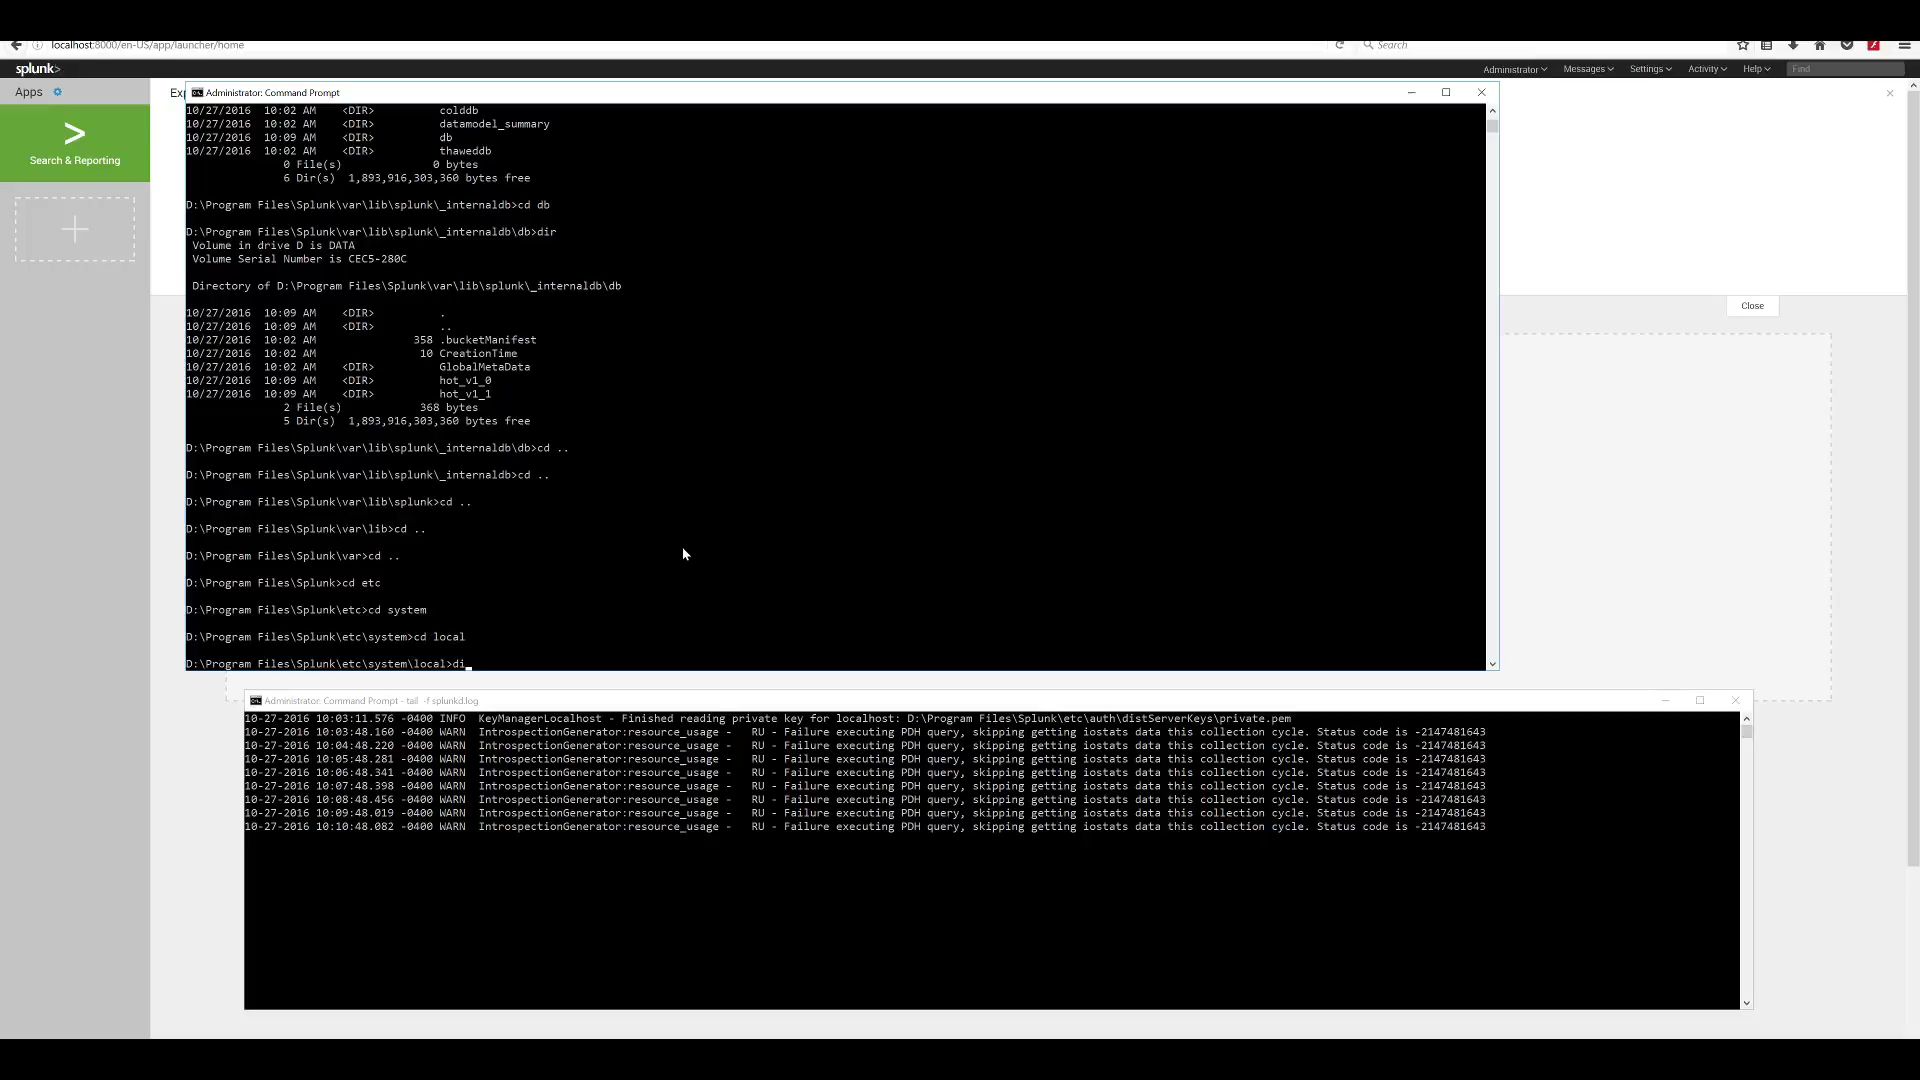 localhost:8000/en-US/app/launcher/home
Search
splunk>
Administrator
Messages
Settings
Activity
Help
Find
Apps
Administrator: Command Prompt
>
Search & Reporting
10/27/2016  10:02 AM    <DIR>          colddb
10/27/2016  10:02 AM    <DIR>          datamodel_summary
10/27/2016  10:09 AM    <DIR>          db
10/27/2016  10:02 AM    <DIR>          thaweddb
0 File(s)              0 bytes
6 Dir(s)  1,893,916,303,360 bytes free
D:\Program Files\Splunk\var\lib\splunk\_internaldb>cd db
D:\Program Files\Splunk\var\lib\splunk\_internaldb\db>dir
Volume in drive D is DATA
Volume Serial Number is CEC5-280C
Directory of D:\Program Files\Splunk\var\lib\splunk\_internaldb\db
10/27/2016  10:09 AM    <DIR>          .
10/27/2016  10:09 AM    <DIR>          ..
10/27/2016  10:02 AM               358 .bucketManifest
10/27/2016  10:02 AM                10 CreationTime
10/27/2016  10:02 AM    <DIR>          GlobalMetaData
10/27/2016  10:09 AM    <DIR>          hot_v1_0
10/27/2016  10:09 AM    <DIR>          hot_v1_1
2 File(s)            368 bytes
5 Dir(s)  1,893,916,303,360 bytes free
D:\Program Files\Splunk\var\lib\splunk\_internaldb\db>cd ..
D:\Program Files\Splunk\var\lib\splunk\_internaldb>cd ..
D:\Program Files\Splunk\var\lib\splunk>cd ..
D:\Program Files\Splunk\var\lib>cd ..
D:\Program Files\Splunk\var>cd ..
D:\Program Files\Splunk>cd etc
D:\Program Files\Splunk\etc>cd system
D:\Program Files\Splunk\etc\system>cd local
D:\Program Files\Splunk\etc\system\local>di_
Close
Administrator: Command Prompt - tail -f splunkd.log
10-27-2016 10:03:11.576 -0400 INFO  KeyManagerLocalhost - Finished reading private key for localhost: D:\Program Files\Splunk\etc\auth\distServerKeys\private.pem
10-27-2016 10:03:48.160 -0400 WARN  IntrospectionGenerator:resource_usage -   RU - Failure executing PDH query, skipping getting iostats data this collection cycle. Status code is -2147481643
10-27-2016 10:04:48.220 -0400 WARN  IntrospectionGenerator:resource_usage -   RU - Failure executing PDH query, skipping getting iostats data this collection cycle. Status code is -2147481643
10-27-2016 10:05:48.281 -0400 WARN  IntrospectionGenerator:resource_usage -   RU - Failure executing PDH query, skipping getting iostats data this collection cycle. Status code is -2147481643
10-27-2016 10:06:48.341 -0400 WARN  IntrospectionGenerator:resource_usage -   RU - Failure executing PDH query, skipping getting iostats data this collection cycle. Status code is -2147481643
10-27-2016 10:07:48.398 -0400 WARN  IntrospectionGenerator:resource_usage -   RU - Failure executing PDH query, skipping getting iostats data this collection cycle. Status code is -2147481643
10-27-2016 10:08:48.456 -0400 WARN  IntrospectionGenerator:resource_usage -   RU - Failure executing PDH query, skipping getting iostats data this collection cycle. Status code is -2147481643
10-27-2016 10:09:48.019 -0400 WARN  IntrospectionGenerator:resource_usage -   RU - Failure executing PDH query, skipping getting iostats data this collection cycle. Status code is -2147481643
10-27-2016 10:10:48.082 -0400 WARN  IntrospectionGenerator:resource_usage -   RU - Failure executing PDH query, skipping getting iostats data this collection cycle. Status code is -2147481643